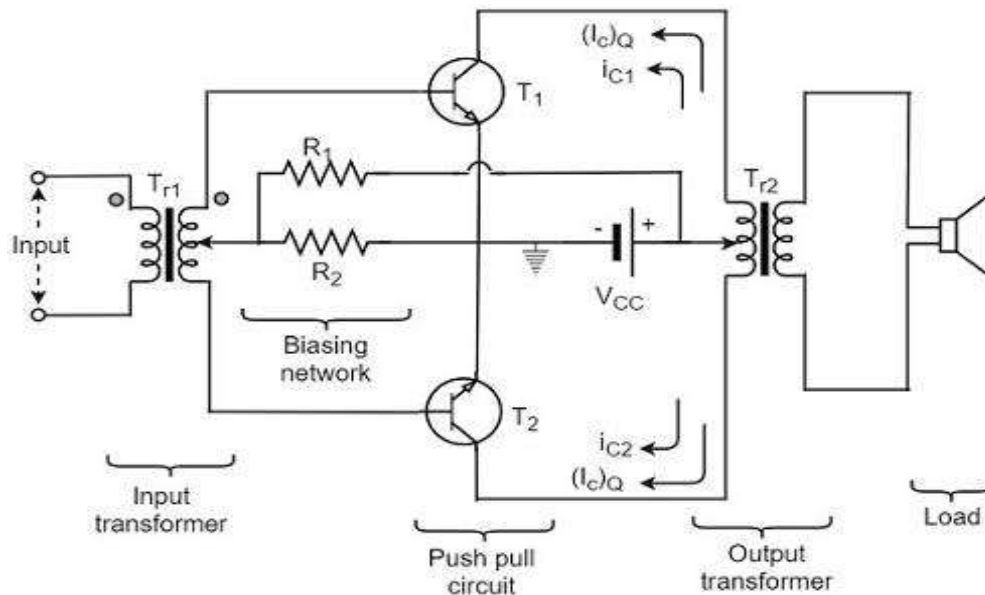 (Ic)Q
iC1
T1
R1
Tr1
Tr2
Input
- +
R2
VCC
Biasing
network
T2
iC2
(Ic)Q
Input
transformer
Push pull
circuit
Output
transformer
Load